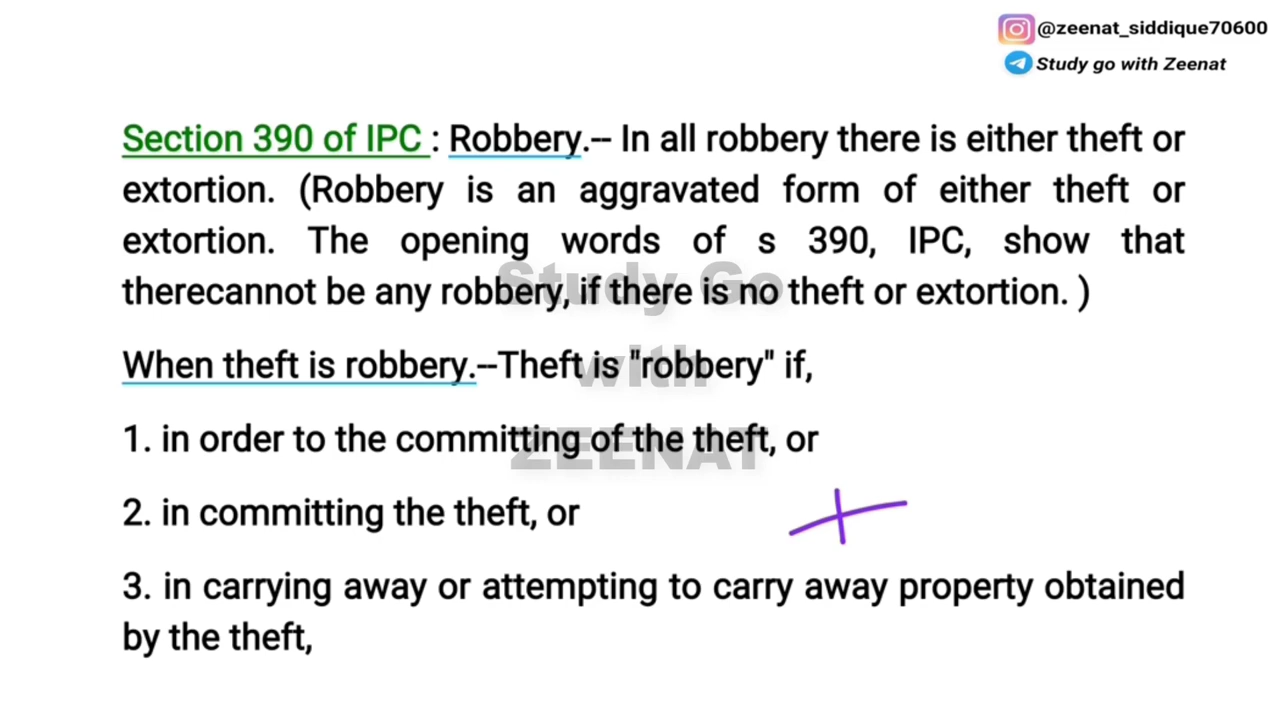 @zeenat_siddique70600
Study go with Zeenat
Section 390 of IPC : Robbery.-- In all robbery there is either theft or
extortion. (Robbery is an aggravated form of either theft or
extortion. The opening words of s 390, IPC, show that
therecannot be any robbery, if there is no theft or extortion. )
When theft is robbery.--Theft is "robbery" if,
1. in order to the committing of the theft, or
2. in committing the theft, or
3. in carrying away or attempting to carry away property obtained
by the theft,
Study Go
with
ZEENAT